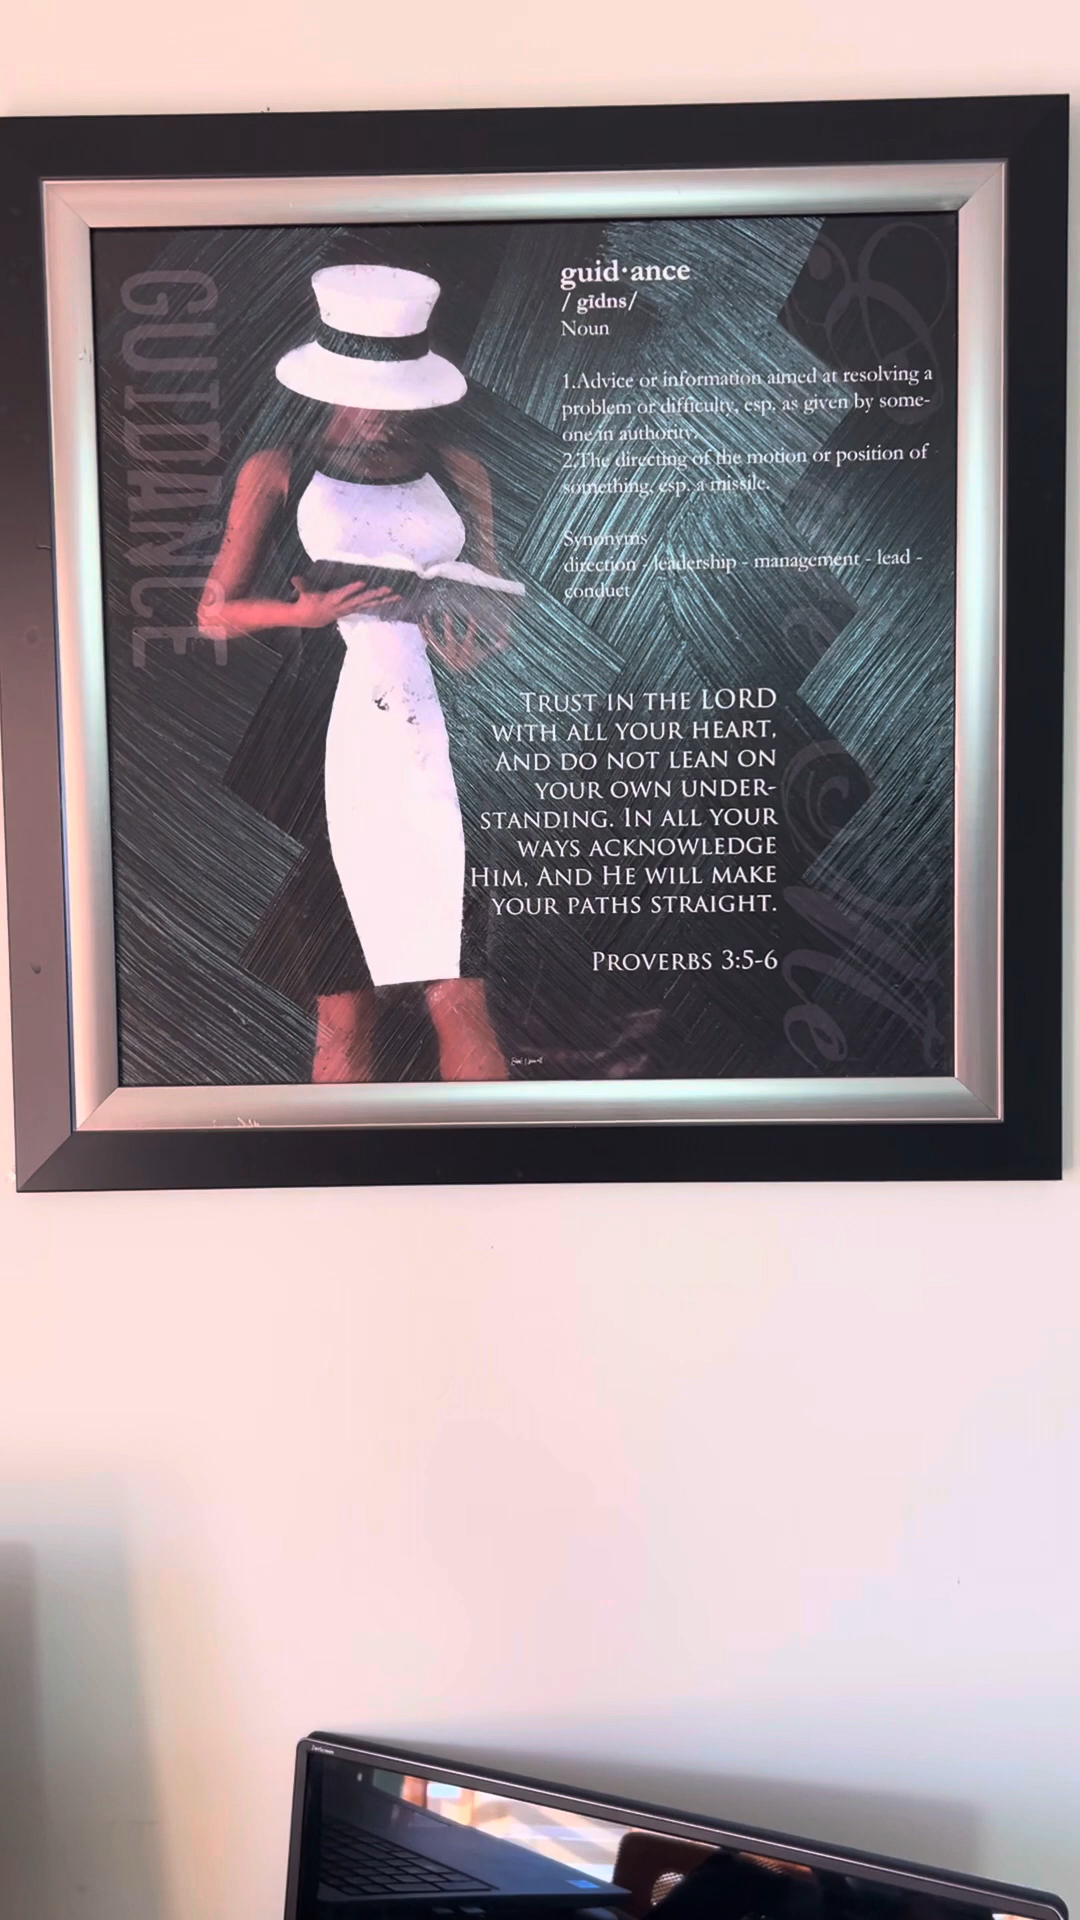 GUIDANCE
guid·ance
/ gīdns/
Noun
1.Advice or information aimed at resolving a
problem or difficulty, esp. as given by some-
one in authority.
2.The directing of the motion or position of
something, esp. a missile.
Synonyms
direction - leadership - management - lead -
conduct
TRUST IN THE LORD
WITH ALL YOUR HEART,
AND DO NOT LEAN ON
YOUR OWN UNDER-
STANDING. IN ALL YOUR
WAYS ACKNOWLEDGE
HIM, AND HE WILL MAKE
YOUR PATHS STRAIGHT.
PROVERBS 3:5-6
Me